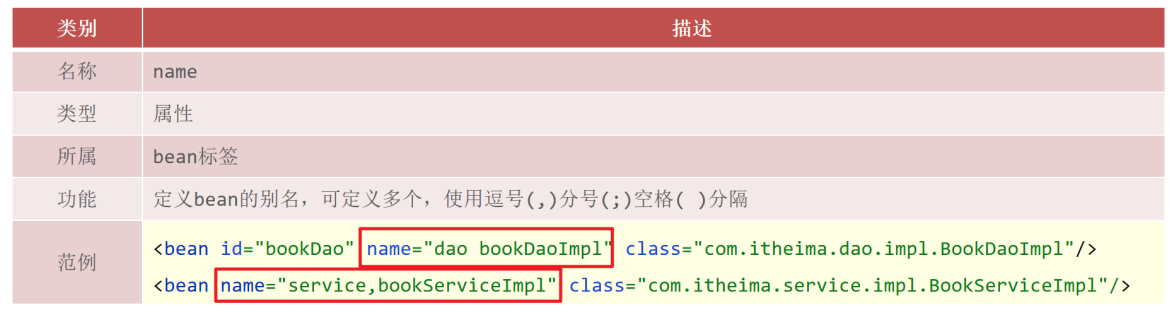 类别 描述
名称 name
类型 属性
所属 bean标签
功能 定义bean的别名，可定义多个，使用逗号(,)分号(;)空格( )分隔
范例
<bean id="bookDao" name="dao bookDaoImpl" class="com.itheima.dao.impl.BookDaoImpl"/>
<bean name="service,bookServiceImpl" class="com.itheima.service.impl.BookServiceImpl"/>